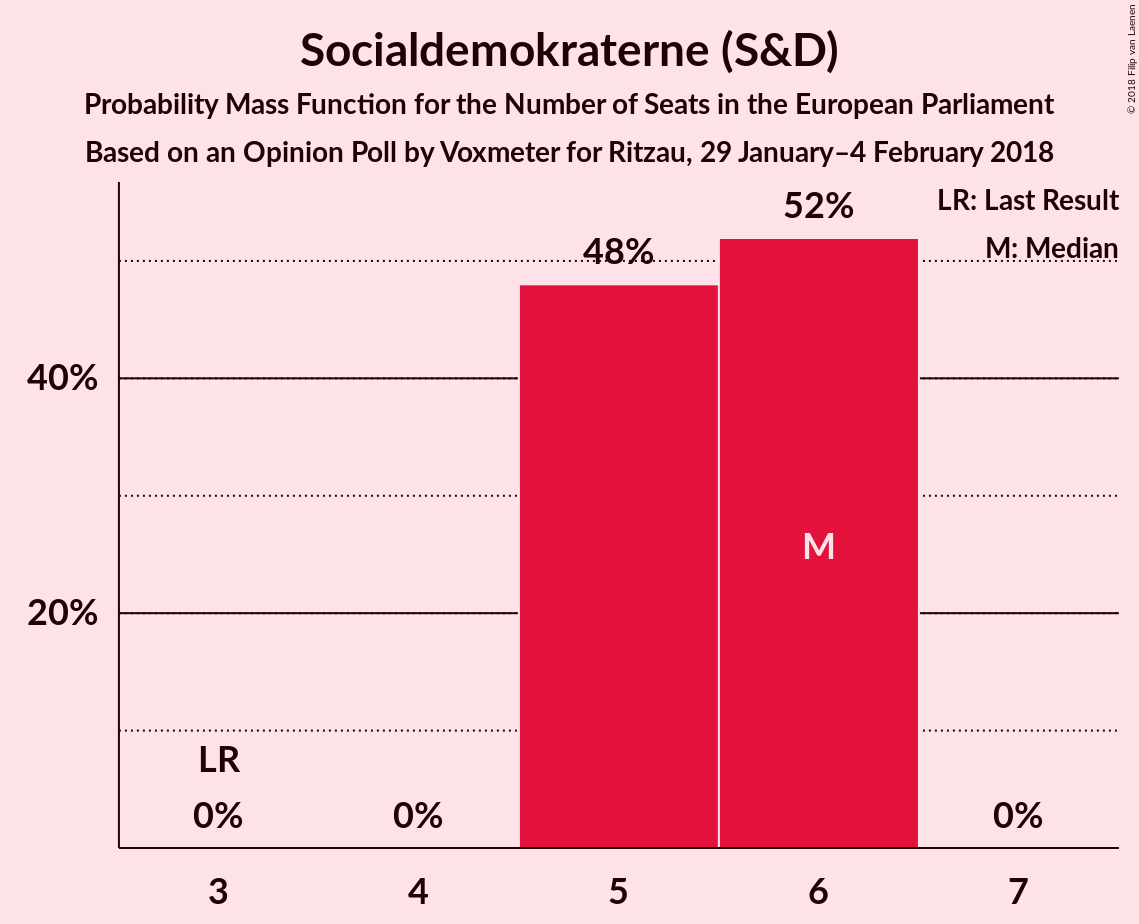 Socialdemokraterne (S&D)
Probability Mass Function for the Number of Seats in the European Parliament
Based on an Opinion Poll by Voxmeter for Ritzau, 29 January–4 February 2018
© 2018 Filip van Laenen
LR: Last Result
M: Median
52%
48%
40%
M
20%
LR
0%
0%
0%
3
4
5
6
7